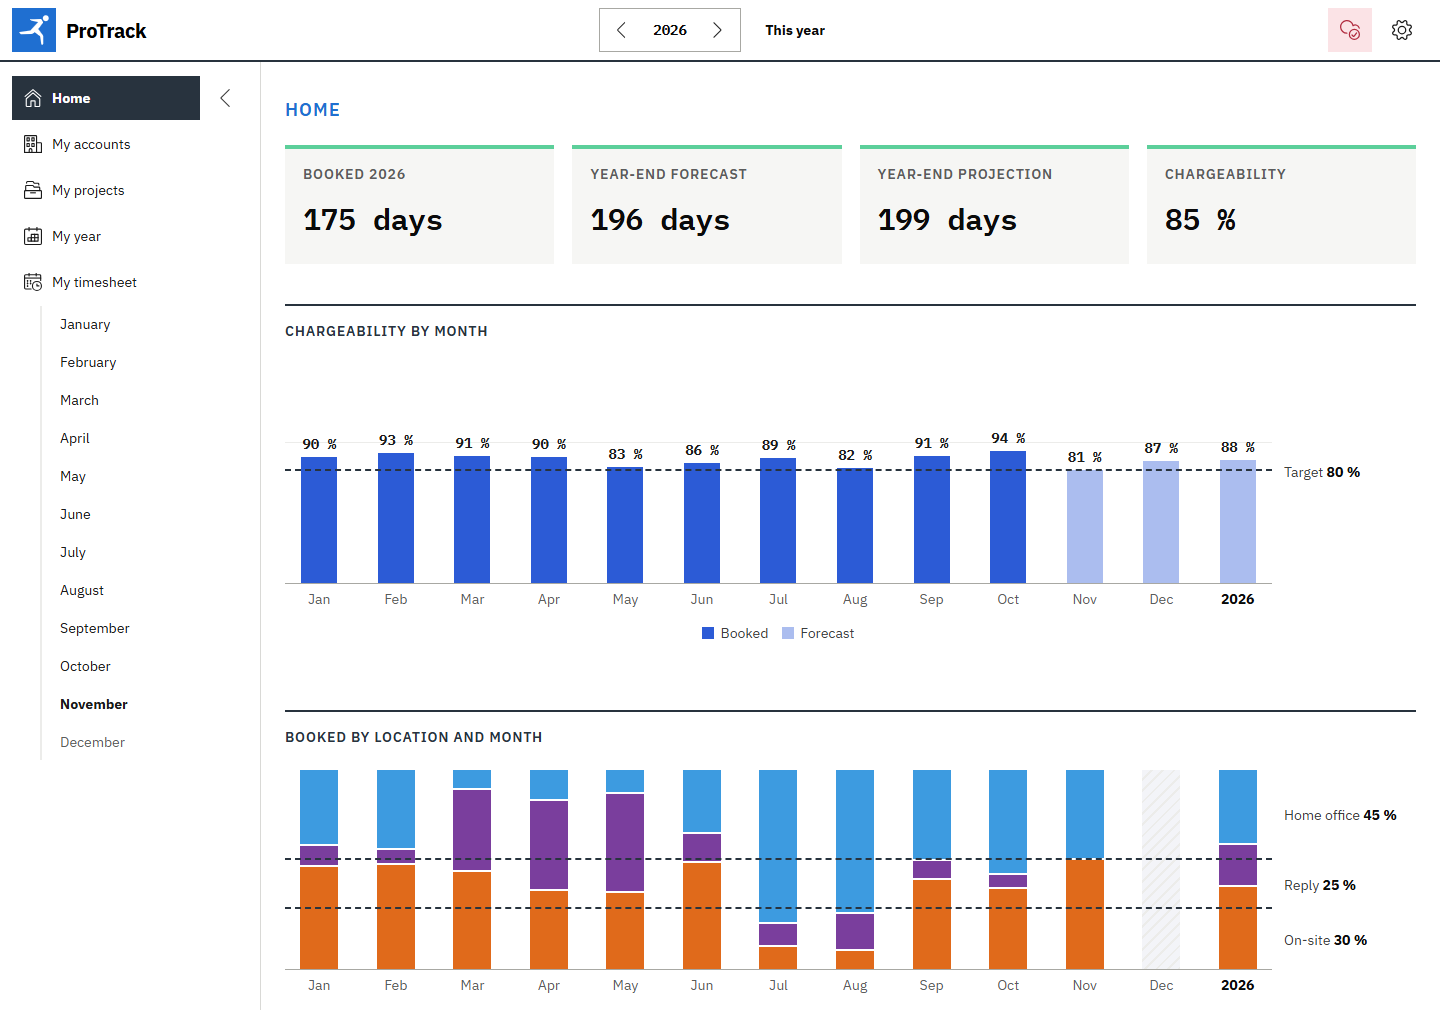 ProTrack
2026
This year
Home
My accounts
My projects
My year
My timesheet
January
February
March
April
May
June
July
August
September
October
November
December
HOME
BOOKED 2026
175 days
YEAR-END FORECAST
196 days
YEAR-END PROJECTION
199 days
CHARGEABILITY
85 %
CHARGEABILITY BY MONTH
90 % 93 % 91 % 90 % 83 % 86 % 89 % 82 % 91 % 94 % 81 % 87 % 88 %
Target 80 %
Jan Feb Mar Apr May Jun Jul Aug Sep Oct Nov Dec 2026
Booked Forecast
BOOKED BY LOCATION AND MONTH
Home office 45 %
Reply 25 %
On-site 30 %
Jan Feb Mar Apr May Jun Jul Aug Sep Oct Nov Dec 2026